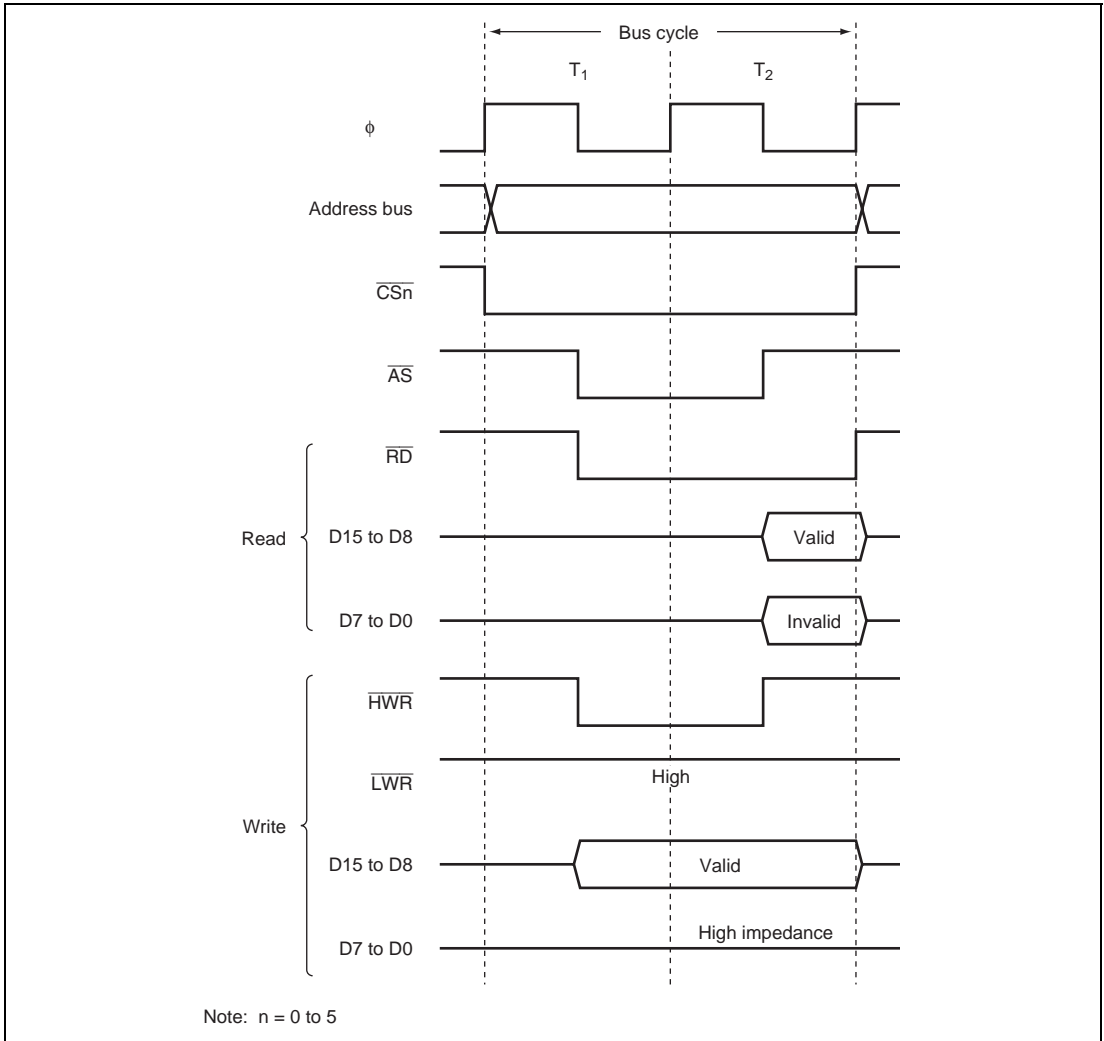 Bus cycle
T1 T2
ϕ
Address bus
CSn
AS
RD
Read
D15 to D8 Valid
D7 to D0 Invalid
HWR
LWR High
Write
D15 to D8 Valid
D7 to D0 High impedance
Note: n = 0 to 5